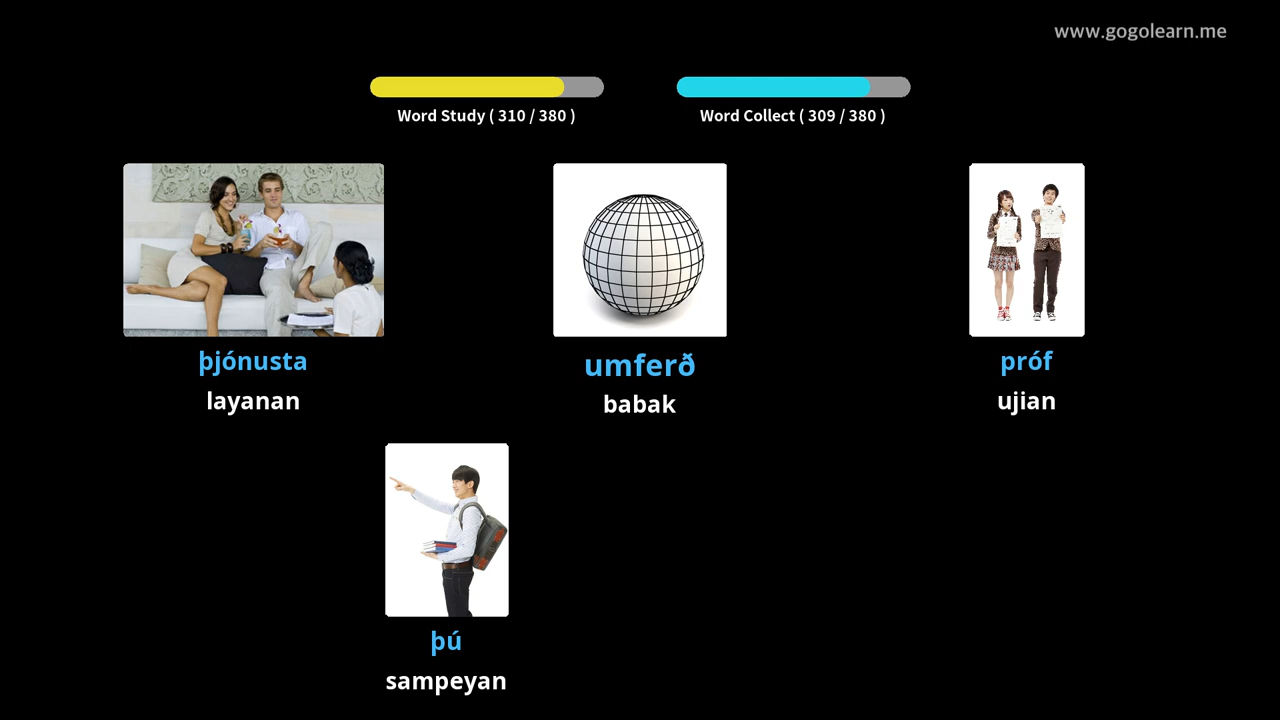 www.gogolearn.me
Word Study ( 310 / 380 )
Word Collect ( 309 / 380 )
þjónusta
layanan
umferð
babak
próf
ujian
þú
sampeyan